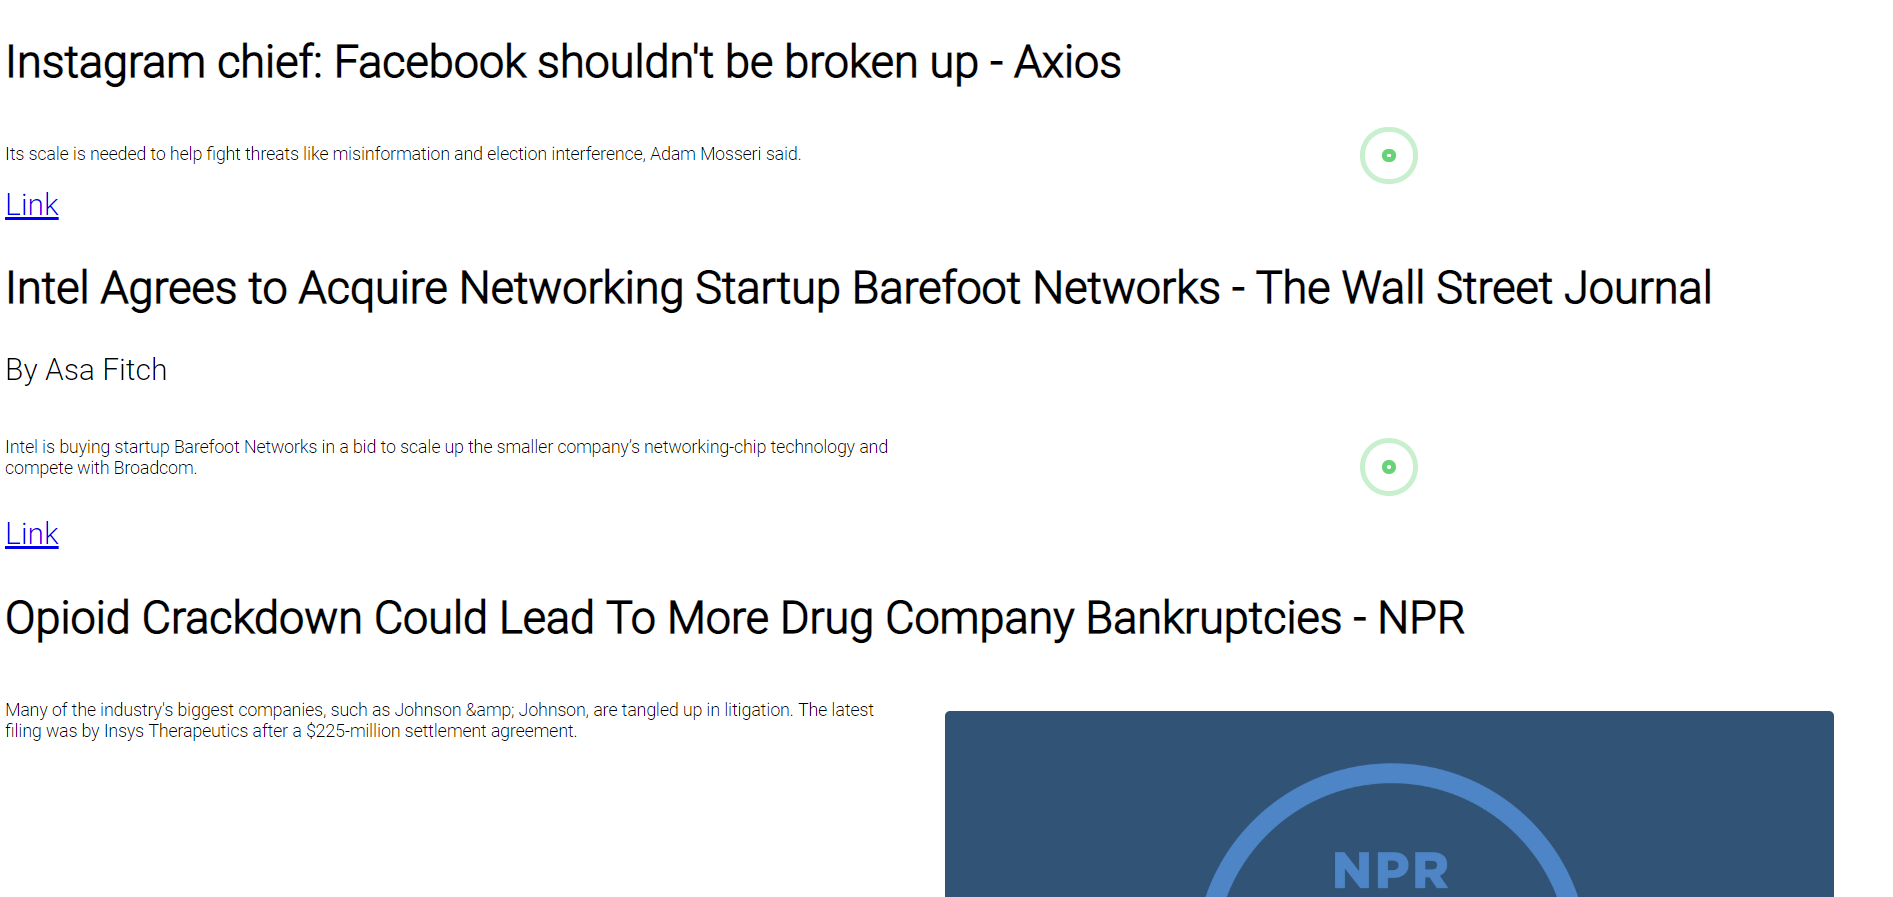 Instagram chief: Facebook shouldn't be broken up - Axios
Its scale is needed to help fight threats like misinformation and election interference, Adam Mosseri said.
Link
Intel Agrees to Acquire Networking Startup Barefoot Networks - The Wall Street Journal
By Asa Fitch
Intel is buying startup Barefoot Networks in a bid to scale up the smaller company’s networking-chip technology and
compete with Broadcom.
Link
Opioid Crackdown Could Lead To More Drug Company Bankruptcies - NPR
Many of the industry's biggest companies, such as Johnson &amp; Johnson, are tangled up in litigation. The latest
filing was by Insys Therapeutics after a $225-million settlement agreement.
NPR